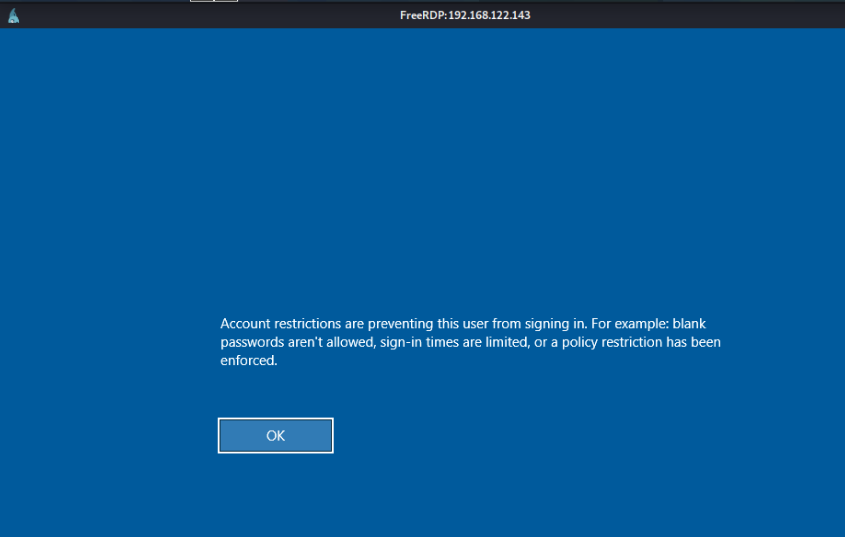 FreeRDP: 192.168.122.143
Account restrictions are preventing this user from signing in. For example: blank
passwords aren't allowed, sign-in times are limited, or a policy restriction has been
enforced.
OK